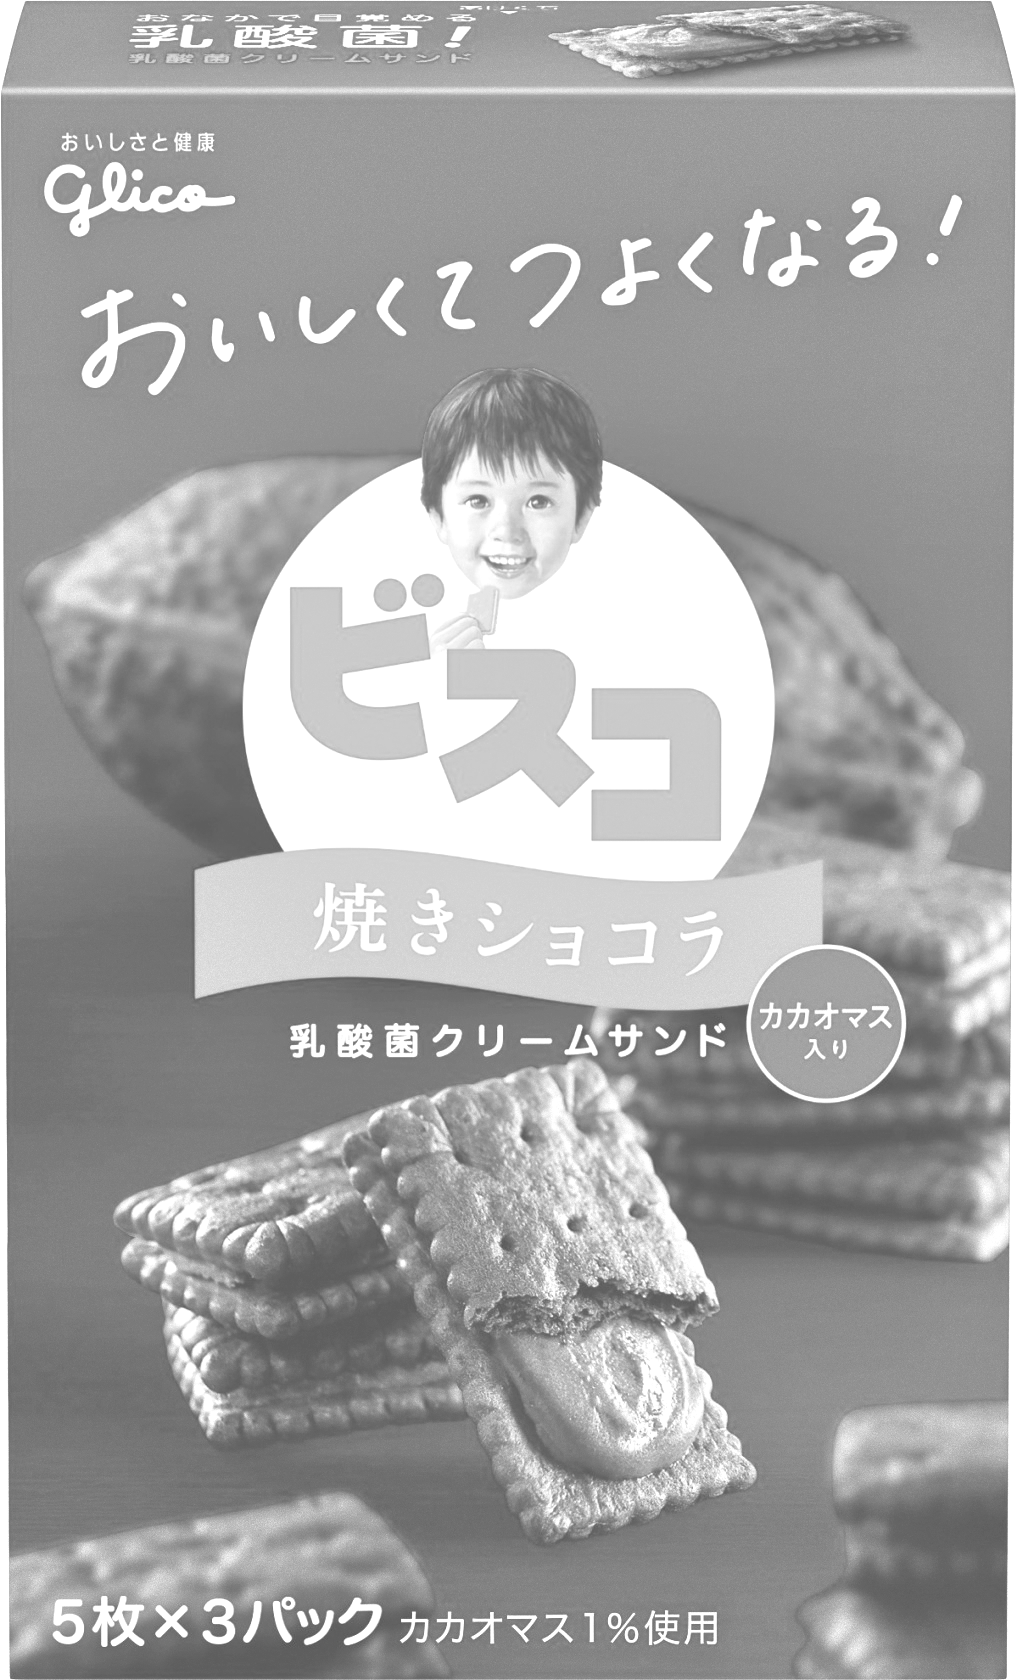 おなかで目覚める
乳酸菌！
乳酸菌クリームサンド
おいしさと健康
glico
おいしくてつよくなる！
ビスコ
焼きショコラ
乳酸菌クリームサンド
カカオマス
入り
5枚×3パック カカオマス1％使用